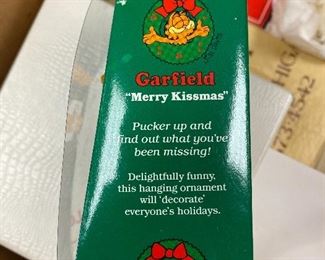 Garfield
"Merry Kissmas"
Pucker up and
find out what you've
been missing!
Delightfully funny,
this hanging ornament
will 'decorate'
everyone's holidays.